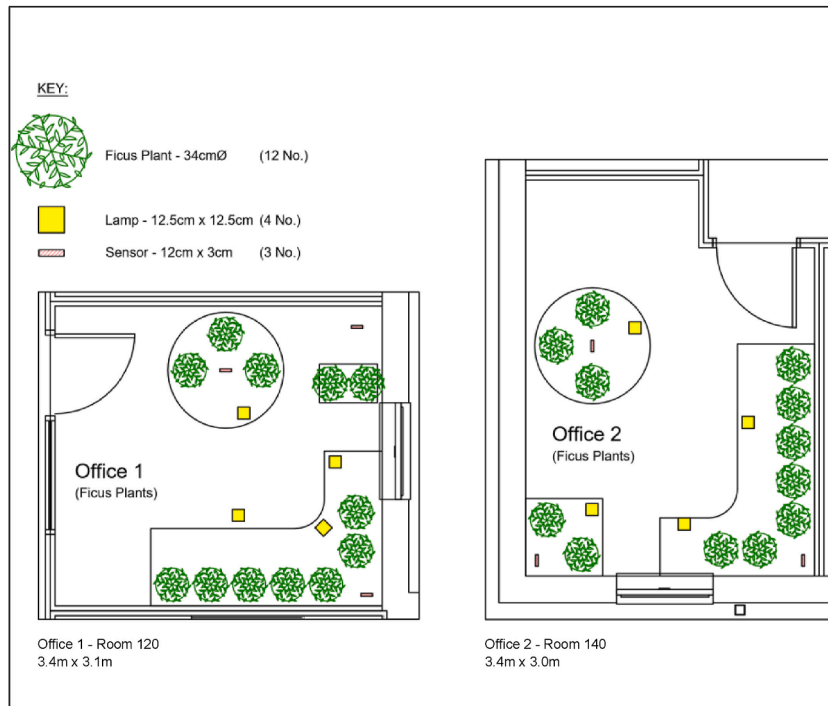 KEY:
Ficus Plant - 34cmØ (12 No.)
Lamp - 12.5cm x 12.5cm (4 No.)
Sensor - 12cm x 3cm (3 No.)
Office 1
(Ficus Plants)
Office 2
(Ficus Plants)
Office 1 - Room 120
3.4m x 3.1m
Office 2 - Room 140
3.4m x 3.0m